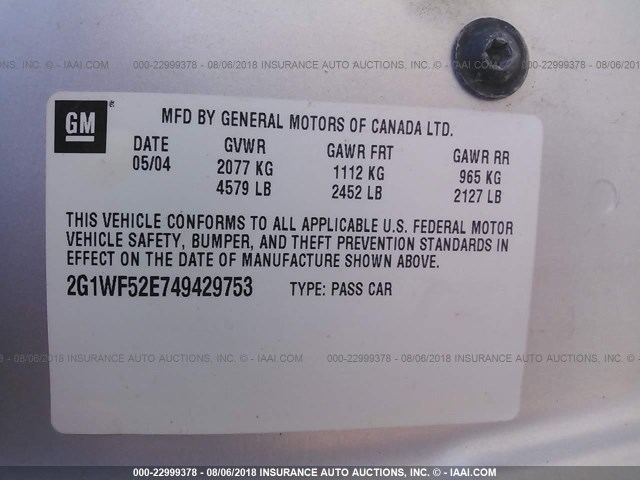 000-22999378 - 08/06/2018 INSURANCE AUTO AUCTIONS, INC. - © IAAI.COM
GM®
MFD BY GENERAL MOTORS OF CANADA LTD.
DATE GVWR GAWR FRT GAWR RR
05/04 2077 KG 1112 KG 965 KG
4579 LB 2452 LB 2127 LB
THIS VEHICLE CONFORMS TO ALL APPLICABLE U.S. FEDERAL MOTOR
VEHICLE SAFETY, BUMPER, AND THEFT PREVENTION STANDARDS IN
EFFECT ON THE DATE OF MANUFACTURE SHOWN ABOVE.
2G1WF52E749429753 TYPE: PASS CAR
000-22999378 - 08/06/2018 INSURANCE AUTO AUCTIONS, INC. - © IAAI.COM
000-22999378 - 08/06/2018 INSURANCE AUTO AUCTIONS, INC. - © IAAI.COM